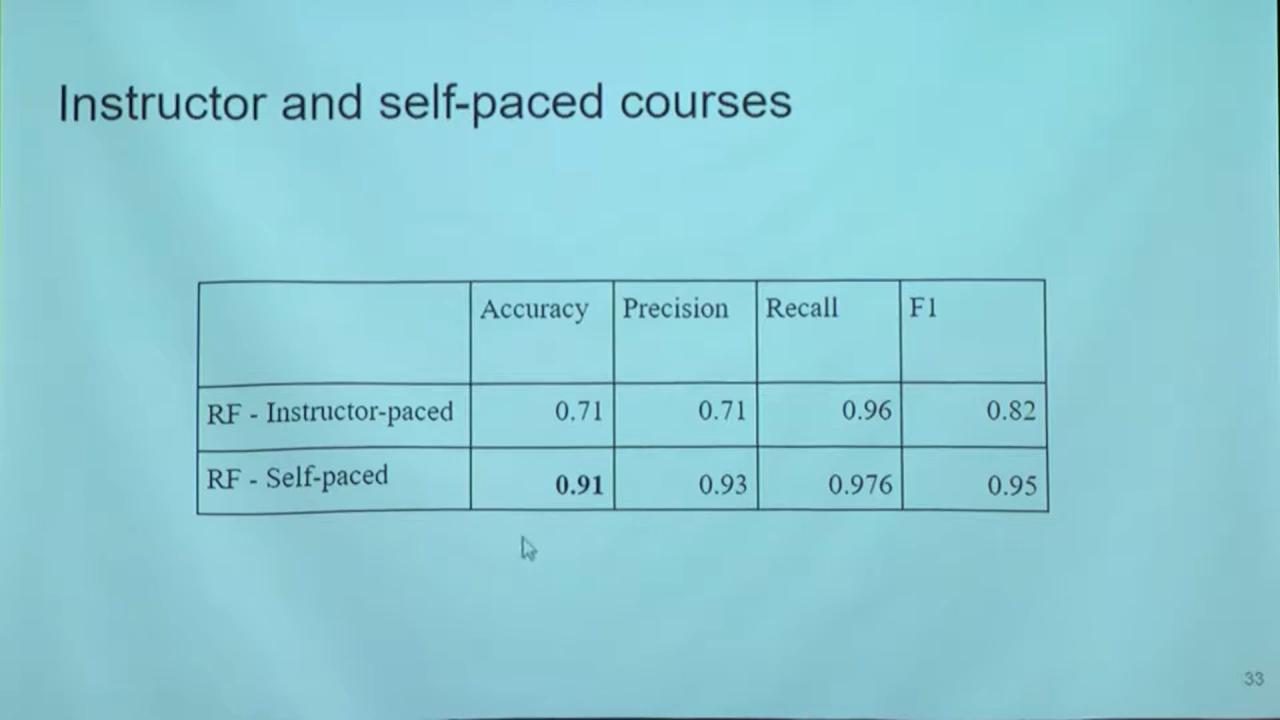 Instructor and self-paced courses
Accuracy Precision Recall F1
RF - Instructor-paced 0.71 0.71 0.96 0.82
RF - Self-paced 0.91 0.93 0.976 0.95
33